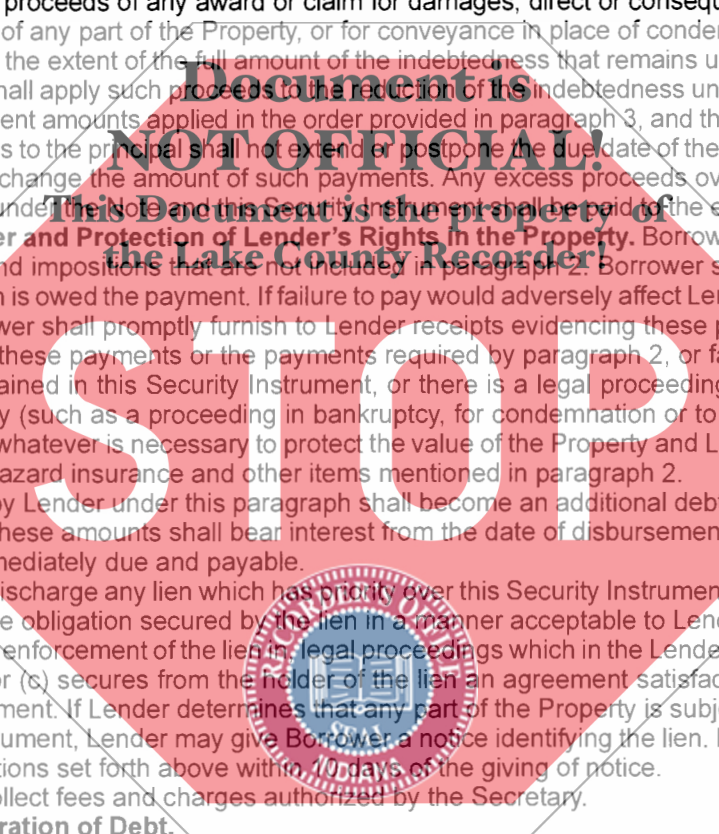 proceeds of any award or claim for damages, direct or consequ
of any part of the Property, or for conveyance in place of conder
the extent of the full amount of the indebtedness that remains u
hall apply such proceeds to the reduction of the indebtedness un
ent amounts applied in the order provided in paragraph 3, and th
s to the principal shall not extend or postpone the due date of the
change the amount of such payments. Any excess proceeds ov
under the Note and this Security Instrument shall be paid to the e
er and Protection of Lender's Rights in the Property. Borrow
nd impositions that are not included in paragraph 2. Borrower s
n is owed the payment. If failure to pay would adversely affect Len
wer shall promptly furnish to Lender receipts evidencing these p
these payments or the payments required by paragraph 2, or fa
ained in this Security Instrument, or there is a legal proceeding
y (such as a proceeding in bankruptcy, for condemnation or to
whatever is necessary to protect the value of the Property and L
azard insurance and other items mentioned in paragraph 2.
by Lender under this paragraph shall become an additional deb
hese amounts shall bear interest from the date of disbursemen
mediately due and payable.
ischarge any lien which has priority over this Security Instrumen
e obligation secured by the lien in a manner acceptable to Lend
enforcement of the lien in, legal proceedings which in the Lende
or (c) secures from the holder of the lien an agreement satisfac
ment. If Lender determines that any part of the Property is subj
ument, Lender may give Borrower a notice identifying the lien.
tions set forth above within 10 days of the giving of notice.
ollect fees and charges authorized by the Secretary.
ration of Debt.
Document is
NOT OFFICIAL!
This Document is the property of
the Lake County Recorder!
STOP
RECORDER'S OFFICE